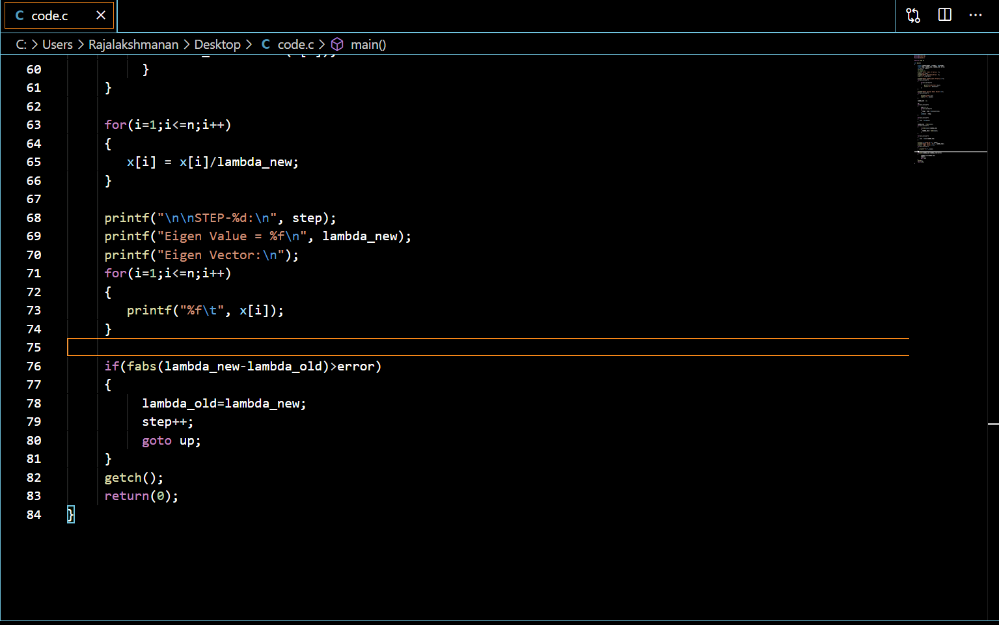 C code.c ×
C: > Users > Rajalakshmanan > Desktop > C code.c > main()
60 }
61 }
62
63 for(i=1;i<=n;i++)
64 {
65 x[i] = x[i]/lambda_new;
66 }
67
68 printf("\n\nSTEP-%d:\n", step);
69 printf("Eigen Value = %f\n", lambda_new);
70 printf("Eigen Vector:\n");
71 for(i=1;i<=n;i++)
72 {
73 printf("%f\t", x[i]);
74 }
75
76 if(fabs(lambda_new-lambda_old)>error)
77 {
78 lambda_old=lambda_new;
79 step++;
80 goto up;
81 }
82 getch();
83 return(0);
84 }